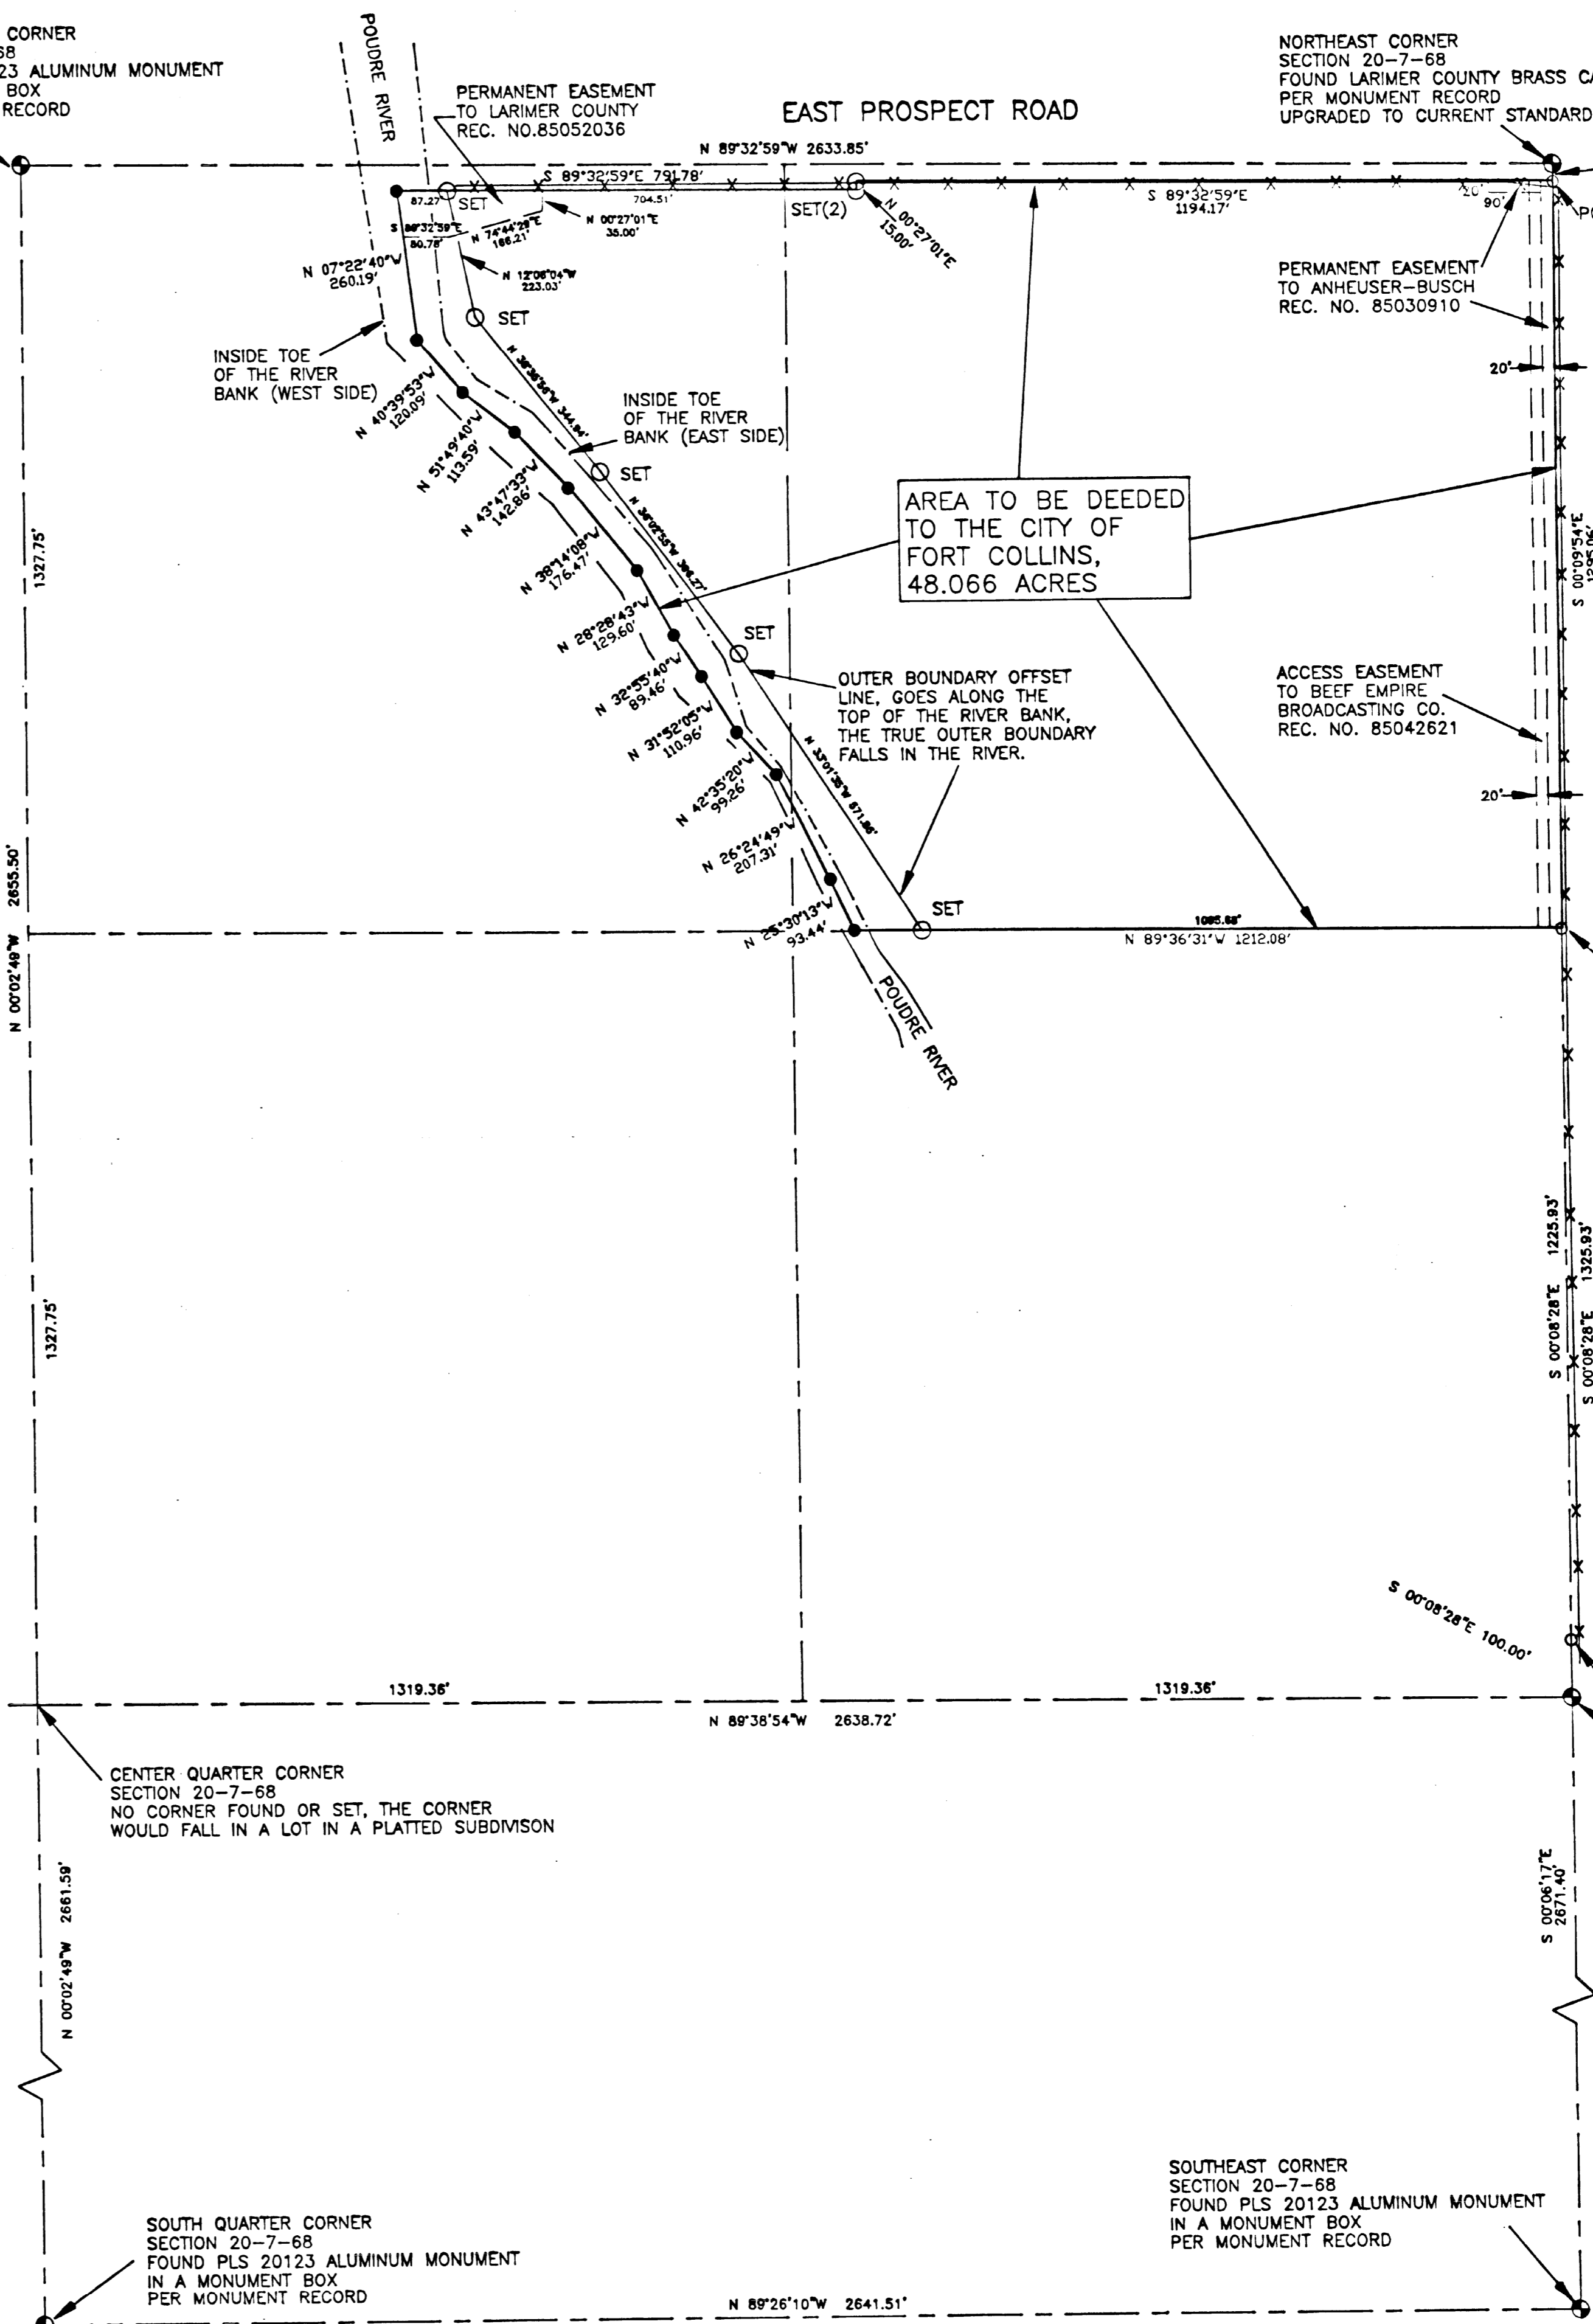 CORNER
68
23 ALUMINUM MONUMENT
BOX
RECORD
POUDRE RIVER
PERMANENT EASEMENT
TO LARIMER COUNTY
REC. NO.85052036
EAST PROSPECT ROAD
NORTHEAST CORNER
SECTION 20-7-68
FOUND LARIMER COUNTY BRASS
PER MONUMENT RECORD
UPGRADED TO CURRENT STANDARD
N 89°32'59"W 2633.85'
S 89°32'59"E 791.78'
87.27'
SET
704.51'
SET(2)
S 89°32'59"E
1194.17'
20'
90'
S 89°32'59"E
80.78'
N 74°44'29"E
166.21'
N 00°27'01"E
35.00'
N 00°27'01"E
15.00'
N 07°22'40"W
260.19'
N 12°08'04"W
223.03'
SET
PERMANENT EASEMENT
TO ANHEUSER-BUSCH
REC. NO. 85030910
INSIDE TOE
OF THE RIVER
BANK (WEST SIDE)
20'
N 40°39'53"W
120.09'
INSIDE TOE
OF THE RIVER
BANK (EAST SIDE)
N 51°49'40"W
113.59'
SET
N 43°47'33"W
142.86'
AREA TO BE DEEDED
TO THE CITY OF
FORT COLLINS,
48.066 ACRES
1327.75'
S 00°09'54"E
1295.06'
N 38°14'08"W
176.47'
N 28°28'43"W
129.60'
SET
N 32°55'40"W
89.46'
OUTER BOUNDARY OFFSET
LINE, GOES ALONG THE
TOP OF THE RIVER BANK,
THE TRUE OUTER BOUNDARY
FALLS IN THE RIVER.
ACCESS EASEMENT
TO BEEF EMPIRE
BROADCASTING CO.
REC. NO. 85042621
N 31°52'05"W
110.96'
N 33°01'35"W 571.86'
N 42°35'20"W
99.26'
20'
N 26°24'49"W
207.31'
N 00°02'49"W 2655.50'
N 25°30'13"W
93.44'
SET
1095.68'
N 89°36'31"W 1212.08'
POUDRE RIVER
S 00°08'28"E 1225.93'
S 00°08'28"E 1325.93'
1327.75'
S 00°08'28"E 100.00'
1319.36'
1319.36'
N 89°38'54"W 2638.72'
CENTER QUARTER CORNER
SECTION 20-7-68
NO CORNER FOUND OR SET, THE CORNER
WOULD FALL IN A LOT IN A PLATTED SUBDIVISON
N 00°02'49"W 2661.59'
S 00°06'17"E
2671.40'
SOUTHEAST CORNER
SECTION 20-7-68
FOUND PLS 20123 ALUMINUM MONUMENT
IN A MONUMENT BOX
PER MONUMENT RECORD
SOUTH QUARTER CORNER
SECTION 20-7-68
FOUND PLS 20123 ALUMINUM MONUMENT
IN A MONUMENT BOX
PER MONUMENT RECORD
N 89°26'10"W 2641.51'